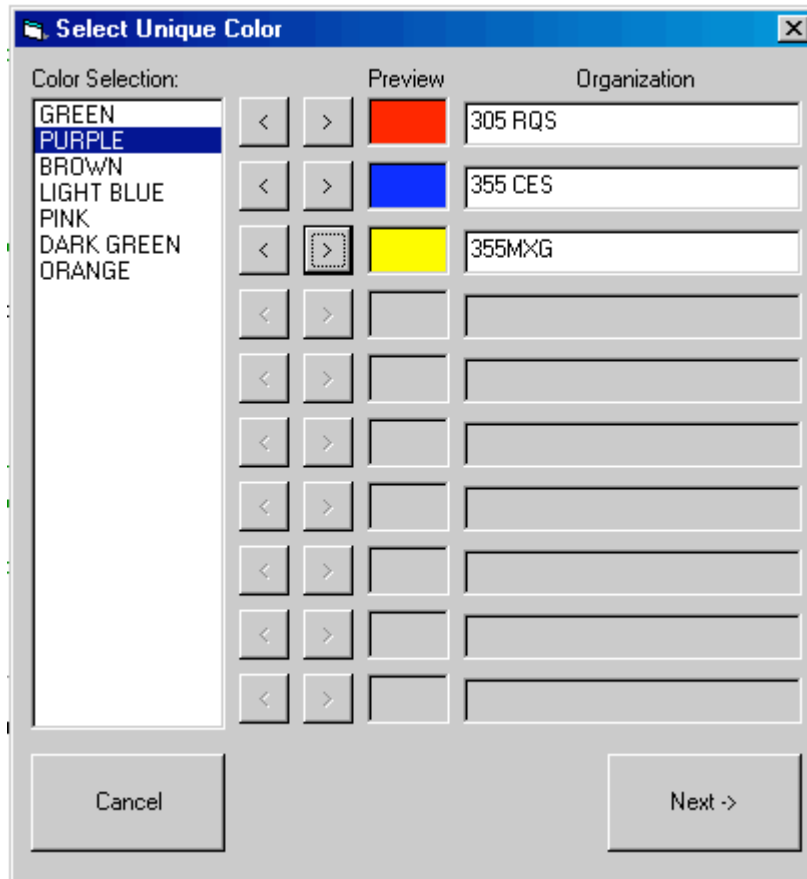 Select Unique Color
Color Selection:
Preview
Organization
GREEN
PURPLE
BROWN
LIGHT BLUE
PINK
DARK GREEN
ORANGE
< > 305 RQS
< > 355 CES
< > 355MXG
< >
< >
< >
< >
< >
< >
< >
Cancel
Next ->